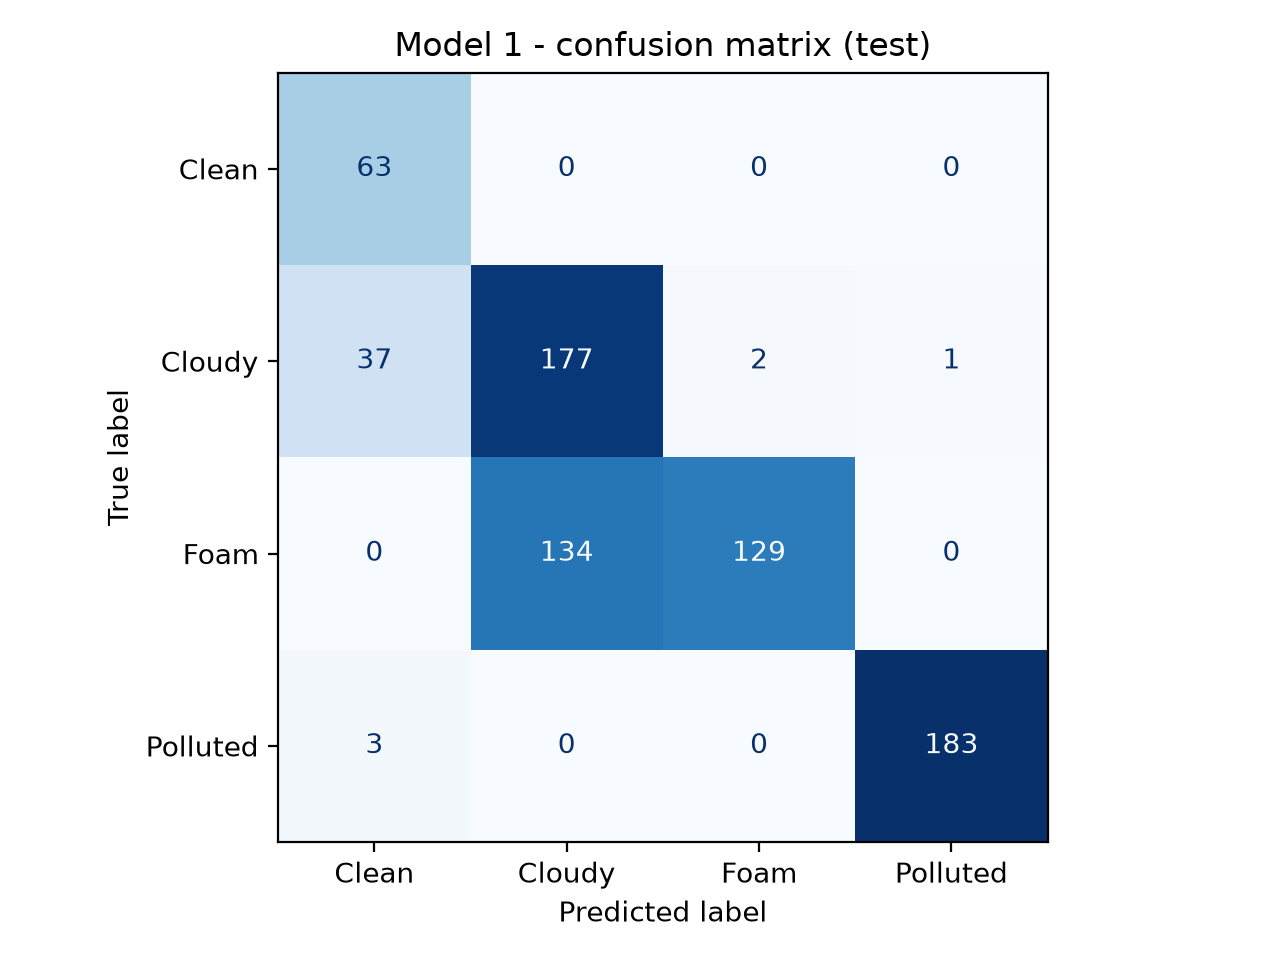 Model 1 - confusion matrix (test)
Clean 63 0 0 0
Cloudy 37 177 2 1
Foam 0 134 129 0
Polluted 3 0 0 183
True label
Clean Cloudy Foam Polluted
Predicted label